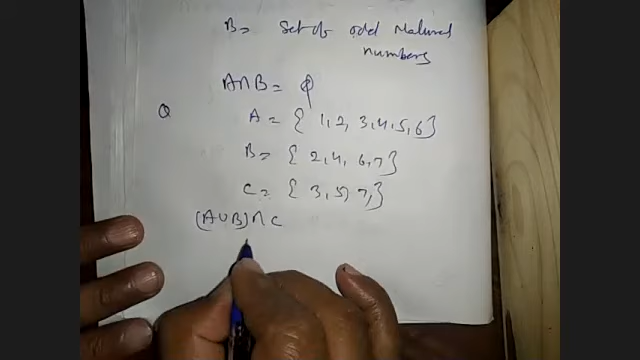 B = Set of odd Natural
numbers
A∩B = φ
Q A = { 1, 2, 3, 4, 5, 6 }
B = { 2, 4, 6, 7 }
C = { 3, 5, 7, }
(A∪B)∩C